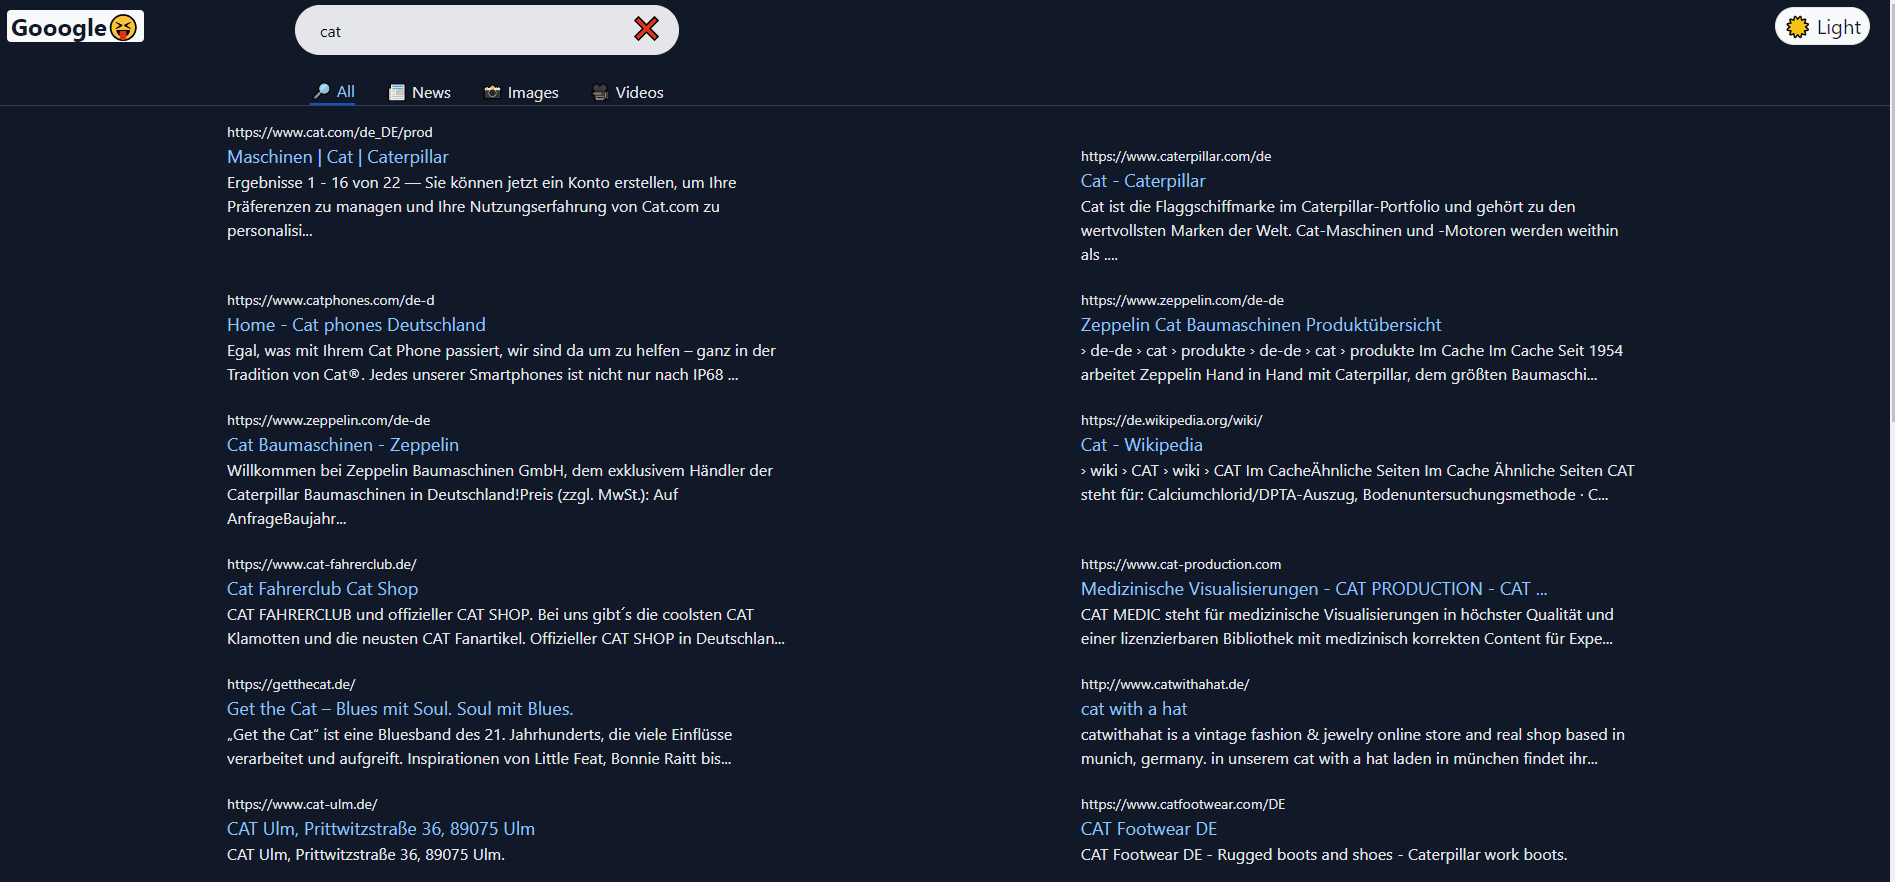 Gooogle
cat
Light
All
News
Images
Videos
https://www.cat.com/de_DE/prod
Maschinen | Cat | Caterpillar
Ergebnisse 1 - 16 von 22 — Sie können jetzt ein Konto erstellen, um Ihre
Präferenzen zu managen und Ihre Nutzungserfahrung von Cat.com zu
personalisi...
https://www.caterpillar.com/de
Cat - Caterpillar
Cat ist die Flaggschiffmarke im Caterpillar-Portfolio und gehört zu den
wertvollsten Marken der Welt. Cat-Maschinen und -Motoren werden weithin
als ....
https://www.catphones.com/de-d
Home - Cat phones Deutschland
Egal, was mit Ihrem Cat Phone passiert, wir sind da um zu helfen – ganz in der
Tradition von Cat®. Jedes unserer Smartphones ist nicht nur nach IP68 ...
https://www.zeppelin.com/de-de
Zeppelin Cat Baumaschinen Produktübersicht
› de-de › cat › produkte › de-de › cat › produkte Im Cache Im Cache Seit 1954
arbeitet Zeppelin Hand in Hand mit Caterpillar, dem größten Baumaschi...
https://www.zeppelin.com/de-de
Cat Baumaschinen - Zeppelin
Willkommen bei Zeppelin Baumaschinen GmbH, dem exklusivem Händler der
Caterpillar Baumaschinen in Deutschland!Preis (zzgl. MwSt.): Auf
AnfrageBaujahr...
https://de.wikipedia.org/wiki/
Cat - Wikipedia
› wiki › CAT › wiki › CAT Im CacheÄhnliche Seiten Im Cache Ähnliche Seiten CAT
steht für: Calciumchlorid/DPTA-Auszug, Bodenuntersuchungsmethode · C...
https://www.cat-fahrerclub.de/
Cat Fahrerclub Cat Shop
CAT FAHRERCLUB und offizieller CAT SHOP. Bei uns gibt´s die coolsten CAT
Klamotten und die neusten CAT Fanartikel. Offizieller CAT SHOP in Deutschlan...
https://www.cat-production.com
Medizinische Visualisierungen - CAT PRODUCTION - CAT ...
CAT MEDIC steht für medizinische Visualisierungen in höchster Qualität und
einer lizenzierbaren Bibliothek mit medizinisch korrekten Content für Expe...
https://getthecat.de/
Get the Cat – Blues mit Soul. Soul mit Blues.
„Get the Cat“ ist eine Bluesband des 21. Jahrhunderts, die viele Einflüsse
verarbeitet und aufgreift. Inspirationen von Little Feat, Bonnie Raitt bis...
http://www.catwithahat.de/
cat with a hat
catwithahat is a vintage fashion & jewelry online store and real shop based in
munich, germany. in unserem cat with a hat laden in münchen findet ihr...
https://www.cat-ulm.de/
CAT Ulm, Prittwitzstraße 36, 89075 Ulm
CAT Ulm, Prittwitzstraße 36, 89075 Ulm.
https://www.catfootwear.com/DE
CAT Footwear DE
CAT Footwear DE - Rugged boots and shoes - Caterpillar work boots.